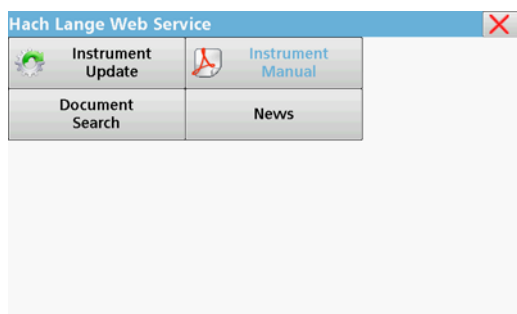 Hach Lange Web Service
Instrument
Update
Instrument
Manual
Document
Search
News